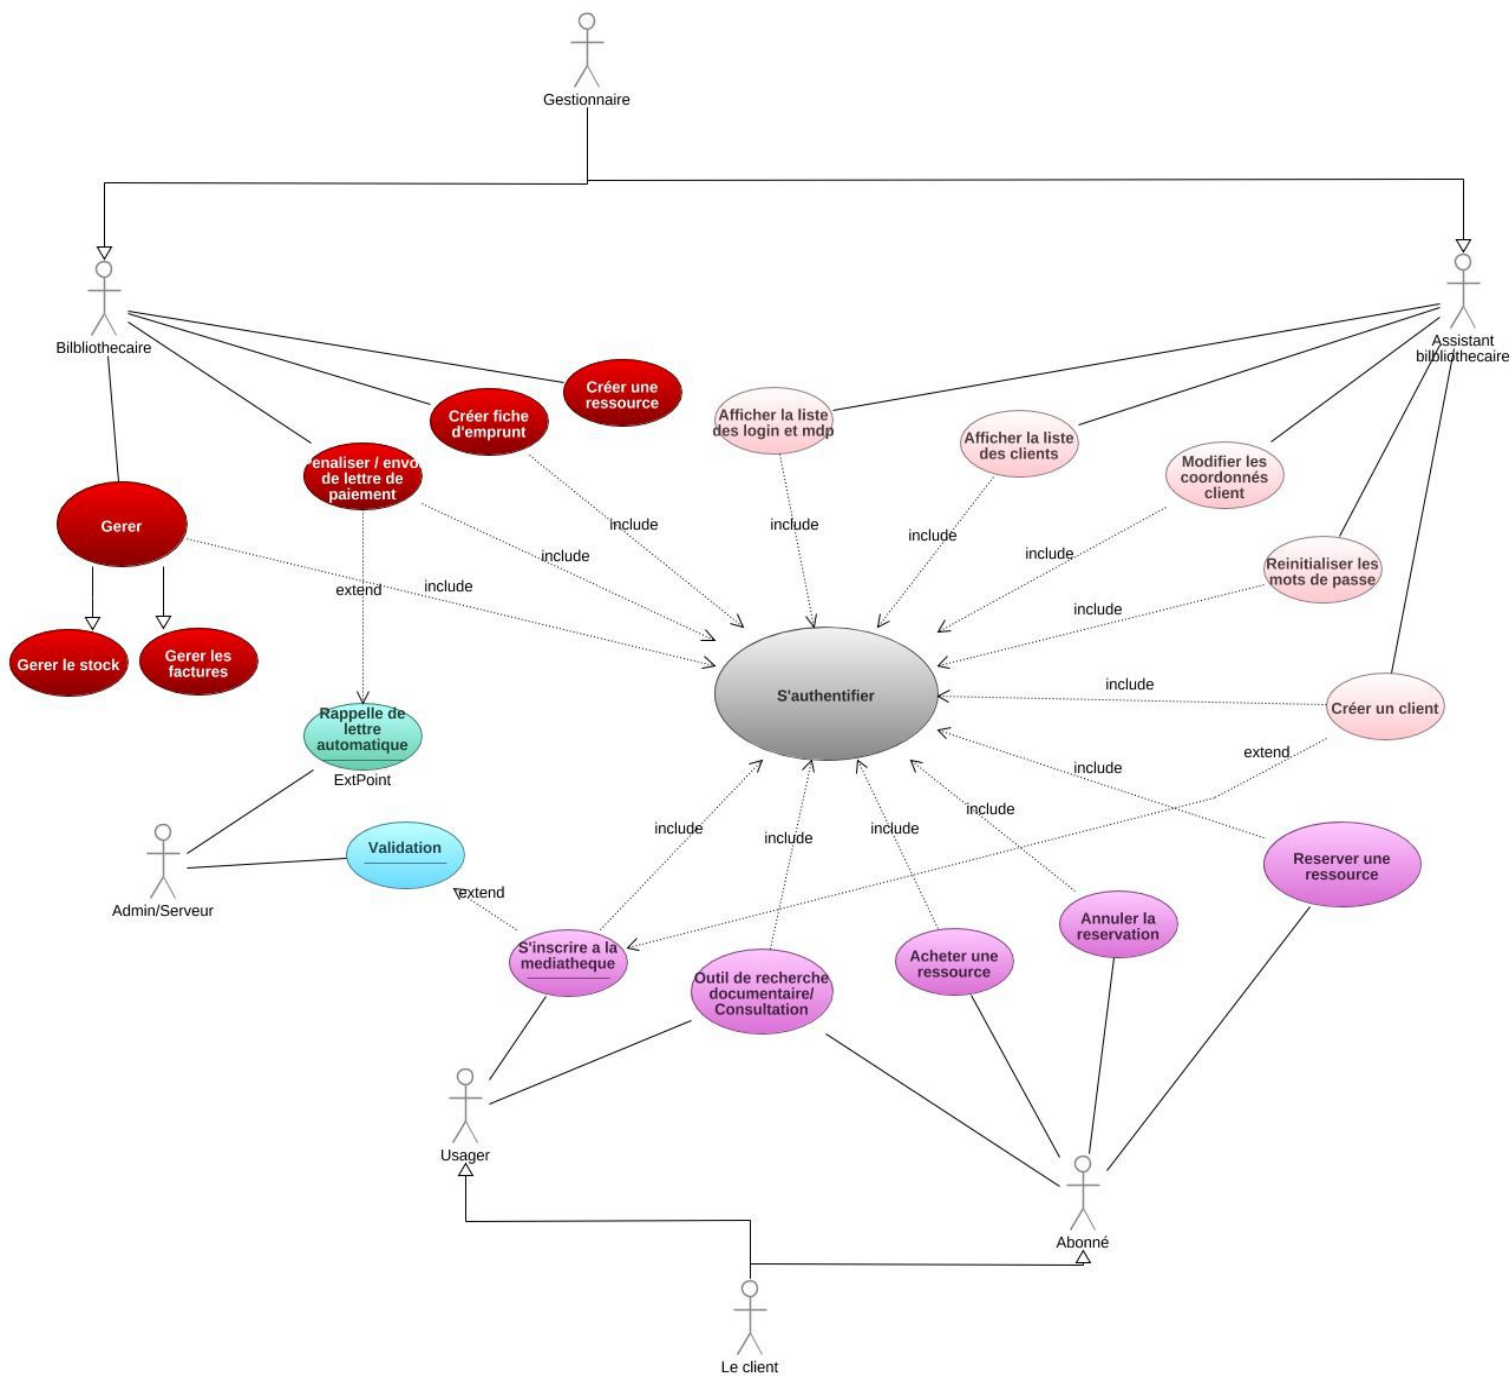 Gestionnaire
Bilbliothecaire
Assistant
bilbliothecaire
Créer une
ressource
Créer fiche
d'emprunt
Afficher la liste
des login et mdp
Afficher la liste
des clients
Modifier les
coordonnés
client
enaliser / envo
de lettre de
paiement
Gerer
include
include
include
include
include
include
Reinitialiser les
mots de passe
extend
include
Gerer le stock
Gerer les
factures
S'authentifier
include
Créer un client
Rappelle de
lettre
automatique
ExtPoint
extend
include
include
include
include
include
Validation
Reserver une
ressource
extend
Admin/Serveur
Annuler la
reservation
S'inscrire a la
mediatheque
Acheter une
ressource
Outil de recherche
documentaire/
Consultation
Usager
Abonné
Le client